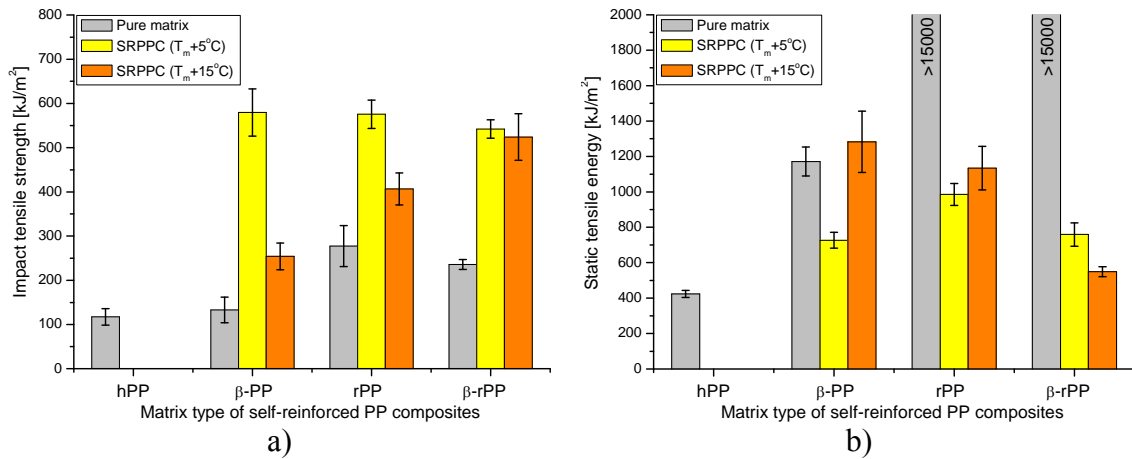 Pure matrix
SRPPC (Tm+5°C)
SRPPC (Tm+15°C)
Impact tensile strength [kJ/m²]
800
700
600
500
400
300
200
100
0
hPP β-PP rPP β-rPP
Matrix type of self-reinforced PP composites
a)
Pure matrix
SRPPC (Tm+5°C)
SRPPC (Tm+15°C)
Static tensile energy [kJ/m²]
2000
1800
1600
1400
1200
1000
800
600
400
200
0
>15000
>15000
hPP β-PP rPP β-rPP
Matrix type of self-reinforced PP composites
b)